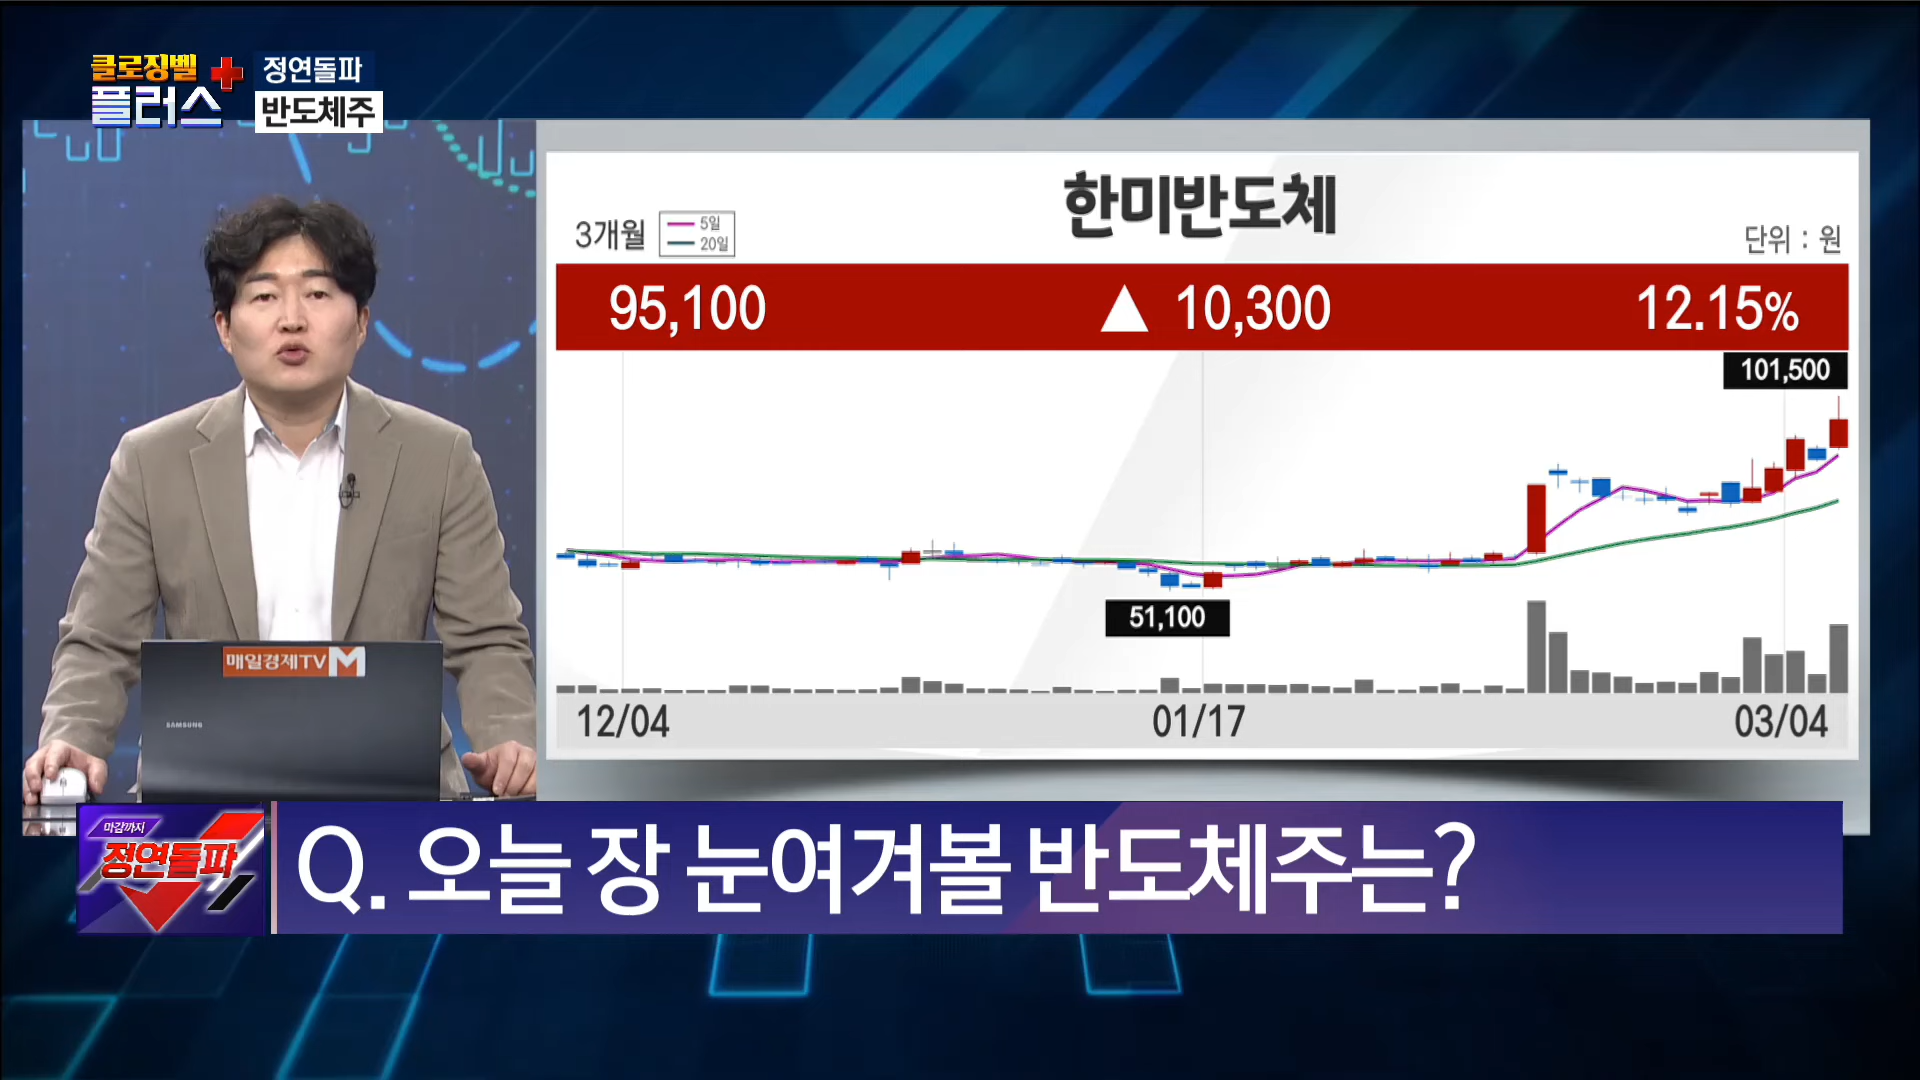 클로징벨
플러스
정연돌파
반도체주
한미반도체
3개월
5일
20일
단위 : 원
95,100 ▲ 10,300 12.15%
101,500
51,100
12/04 01/17 03/04
매일경제TV M
SAMSUNG
마감까지
정연돌파
Q. 오늘 장 눈여겨볼 반도체주는?